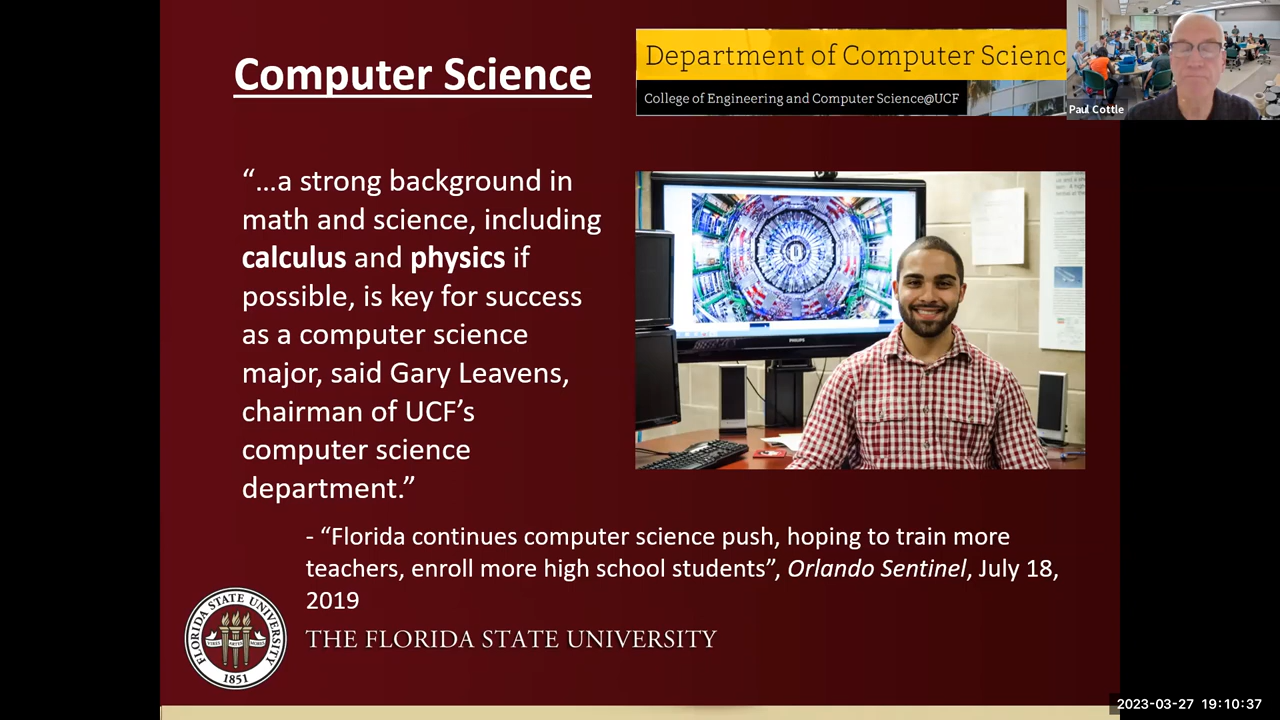 Computer Science
Department of Computer Scienc
College of Engineering and Computer Science@UCF
Paul Cottle
“...a strong background in
math and science, including
calculus and physics if
possible, is key for success
as a computer science
major, said Gary Leavens,
chairman of UCF’s
computer science
department.”
PHILIPS
- “Florida continues computer science push, hoping to train more
teachers, enroll more high school students”, Orlando Sentinel, July 18,
2019
FLORIDA STATE UNIVERSITY
1851
THE FLORIDA STATE UNIVERSITY
2023-03-27 19:10:37